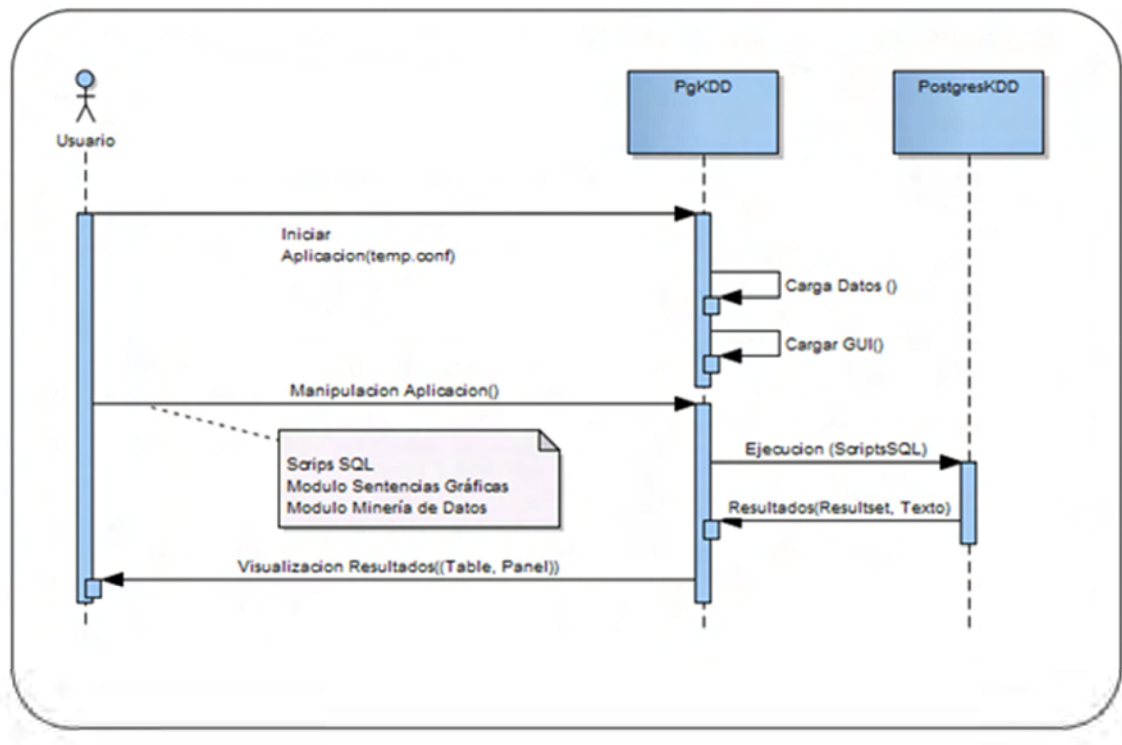 PgKDD
PostgresKDD
Usuario
Iniciar
Aplicacion(temp.conf)
Carga Datos ()
Cargar GUI()
Manipulacion Aplicacion()
Scrips SQL
Modulo Sentencias Gráficas
Modulo Minería de Datos
Ejecucion (ScriptsSQL)
Resultados(Resultset, Texto)
Visualizacion Resultados((Table, Panel))